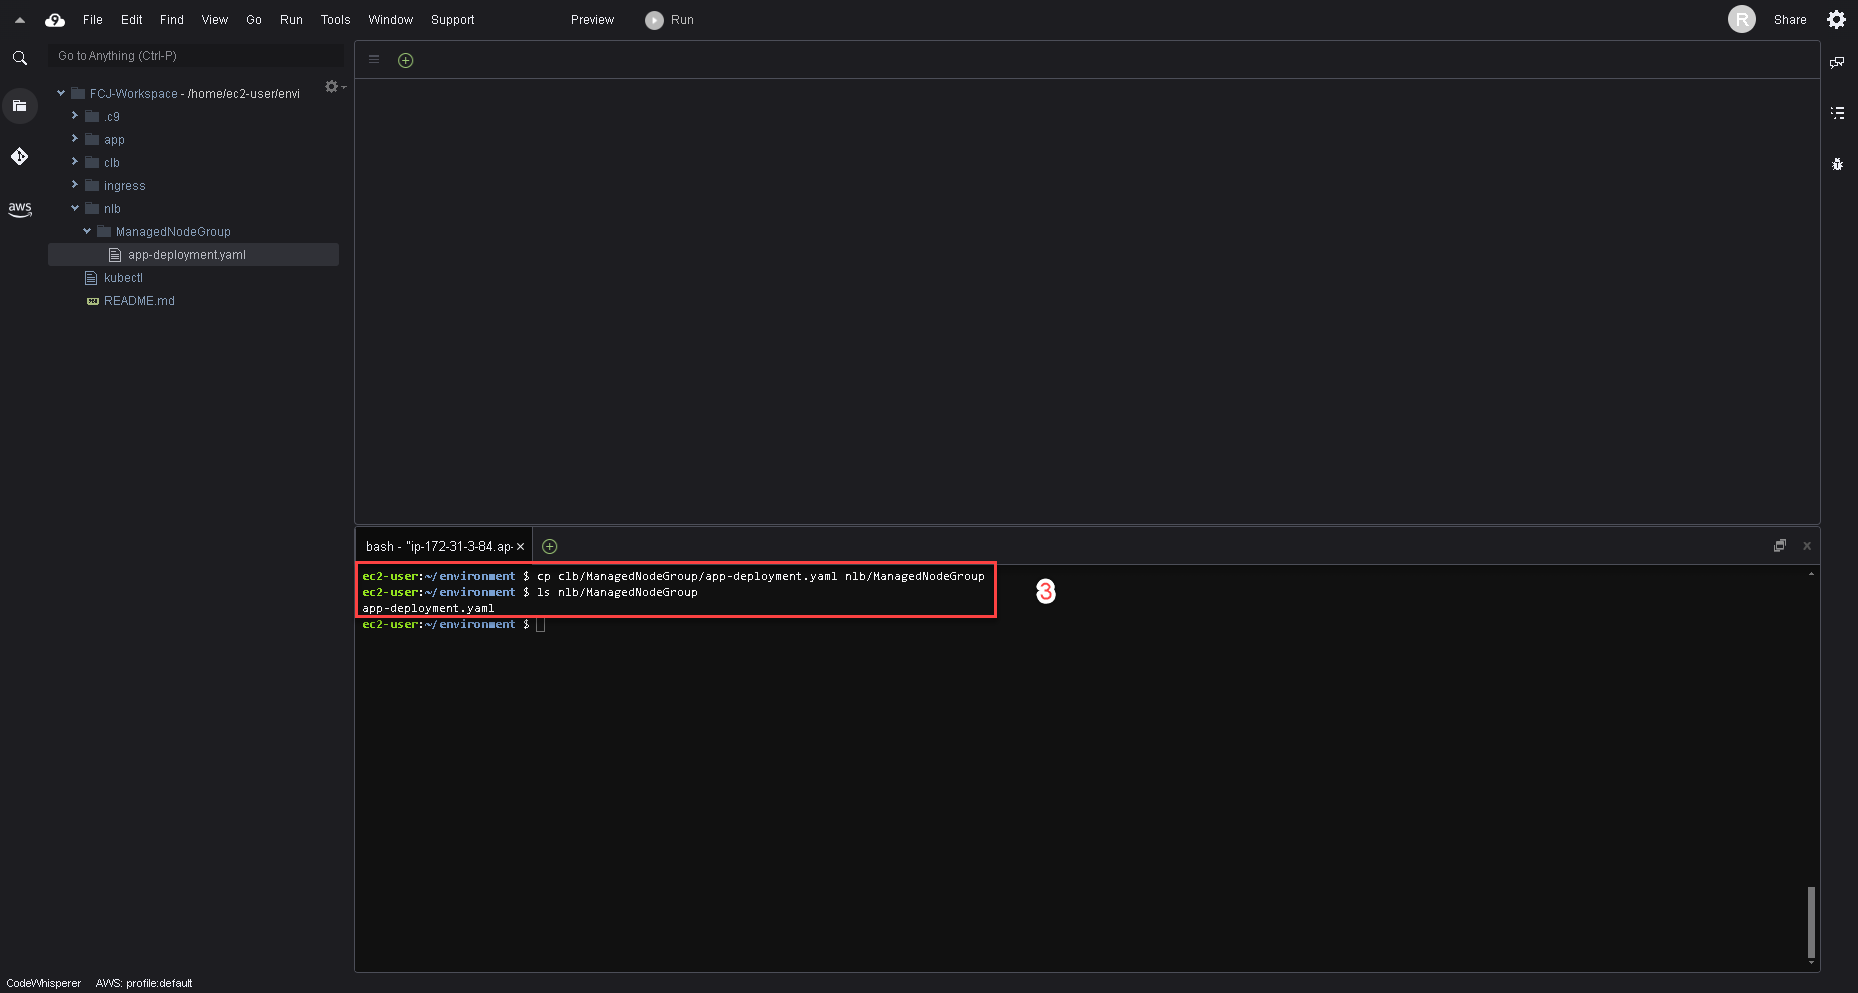 9 File Edit Find View Go Run Tools Window Support Preview Run R Share
Go to Anything (Ctrl-P)
FCJ-Workspace - /home/ec2-user/envi
.c9
app
clb
ingress
aws
nlb
ManagedNodeGroup
app-deployment.yaml
kubectl
README.md
bash - "ip-172-31-3-84.ap-
ec2-user:~/environment $ cp clb/ManagedNodeGroup/app-deployment.yaml nlb/ManagedNodeGroup
ec2-user:~/environment $ ls nlb/ManagedNodeGroup
3
app-deployment.yaml
ec2-user:~/environment $
CodeWhisperer AWS: profile:default